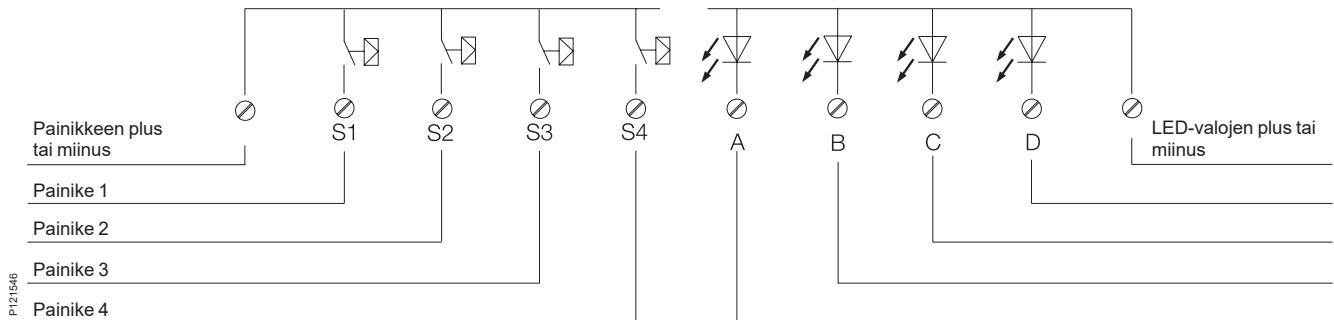 S1
S2
S3
S4
A
B
C
D
Painikkeen plus
tai miinus
LED-valojen plus tai
miinus
Painike 1
Painike 2
Painike 3
Painike 4
P121546